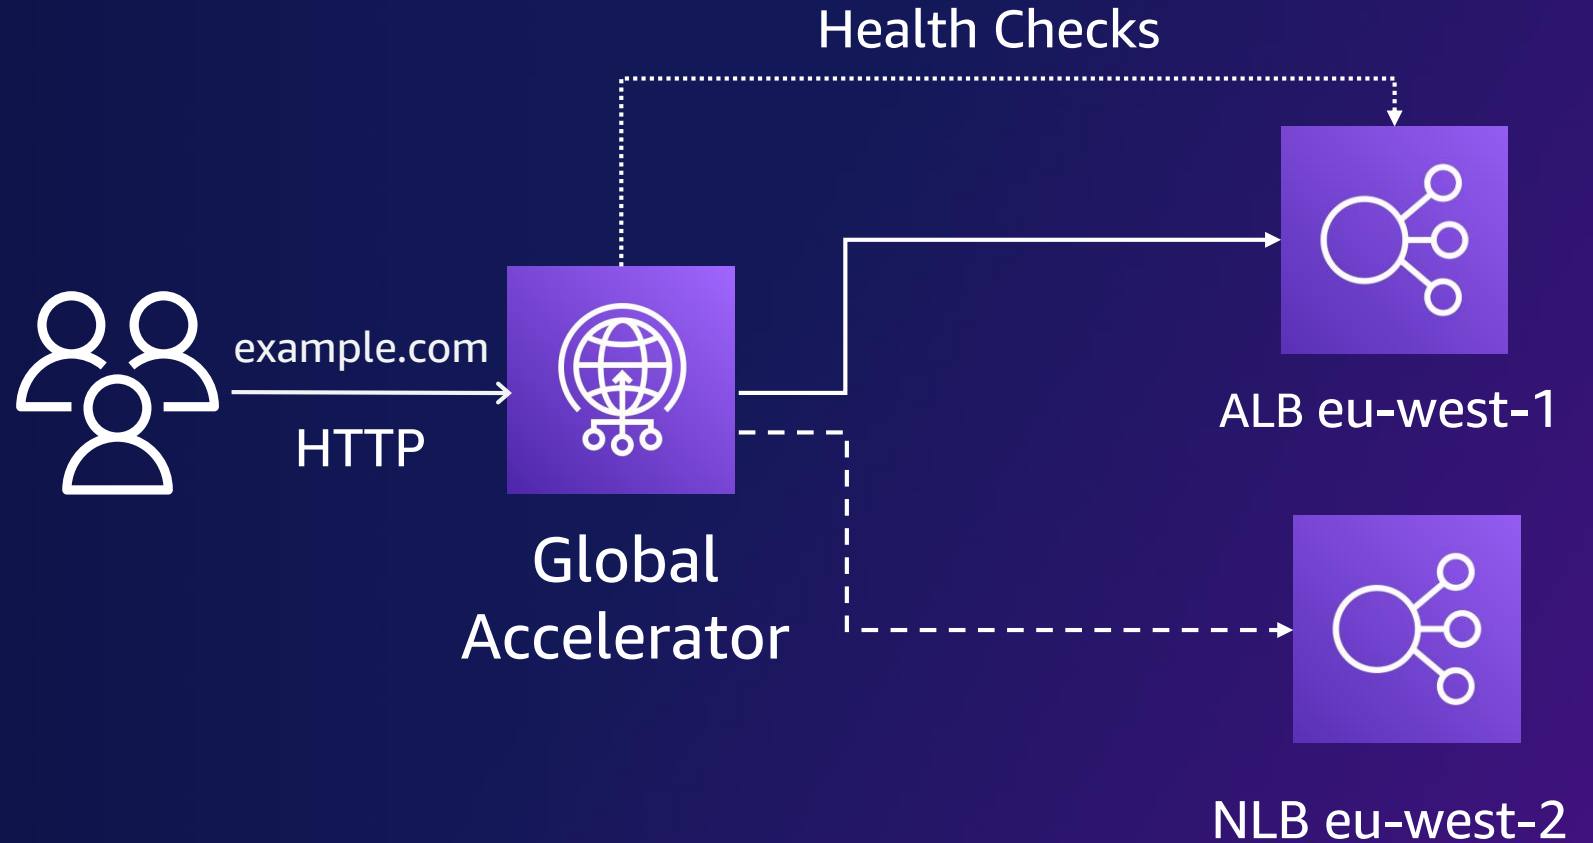 Health Checks
example.com
HTTP
Global
Accelerator
ALB eu-west-1
NLB eu-west-2